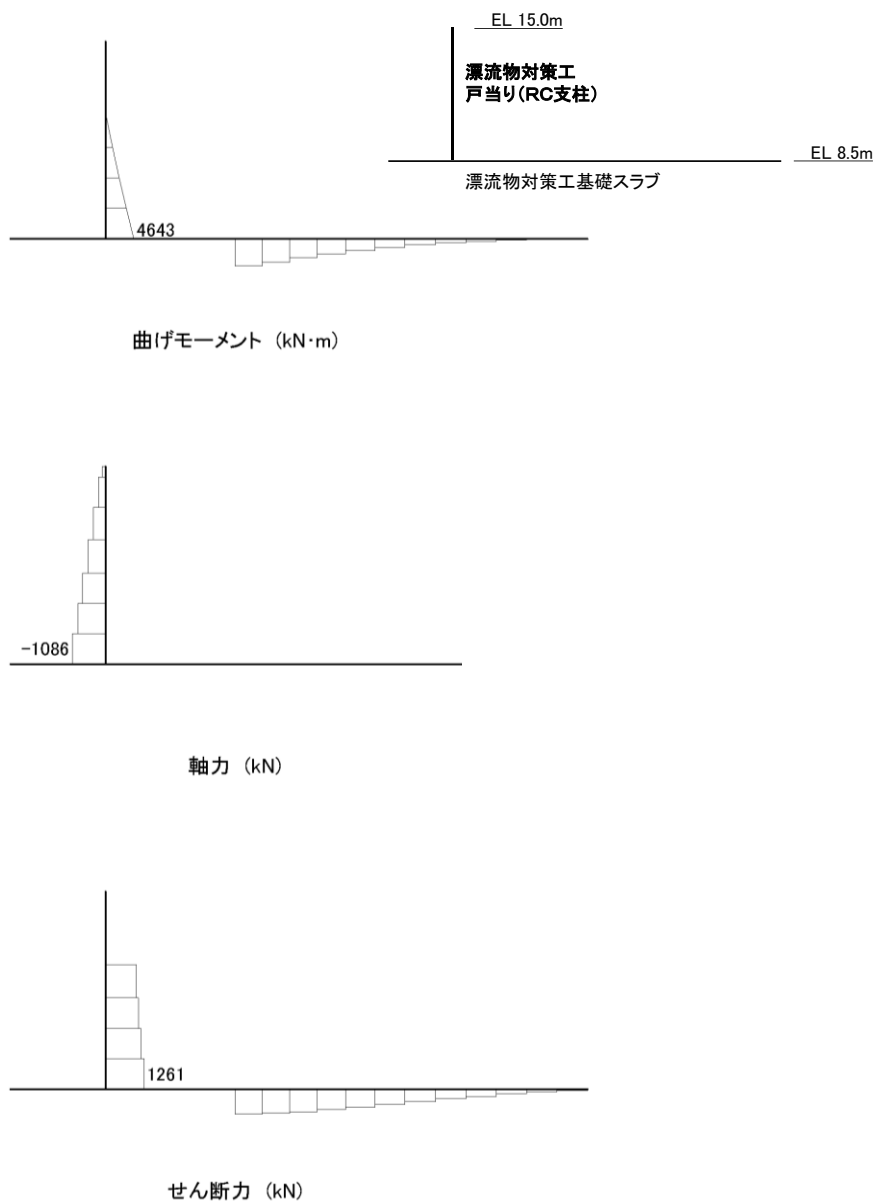 EL 15.0m
漂流物対策工
戸当り(RC支柱)
EL 8.5m
漂流物対策工基礎スラブ
4643
曲げモーメント (kN·m)
-1086
軸力 (kN)
1261
せん断力 (kN)